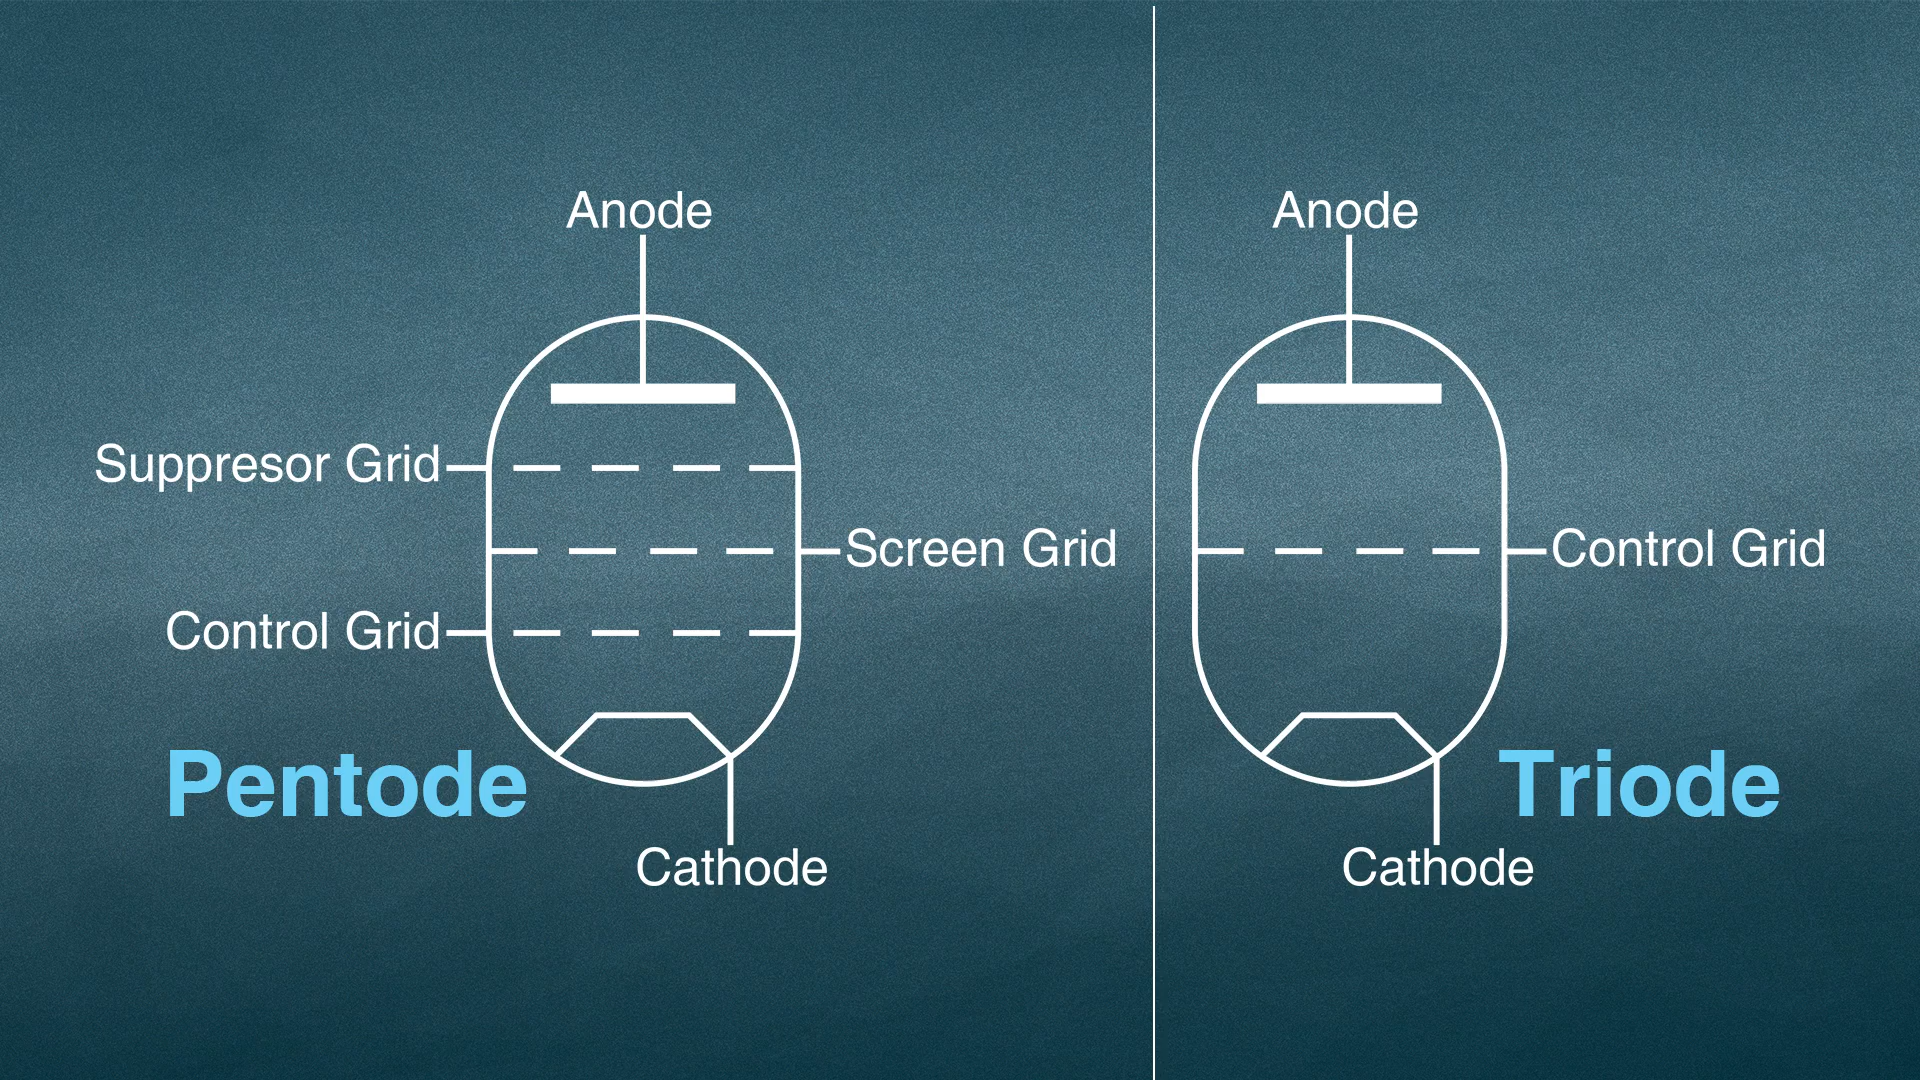 Anode
Suppresor Grid
Screen Grid
Control Grid
Pentode
Cathode
Anode
Control Grid
Triode
Cathode